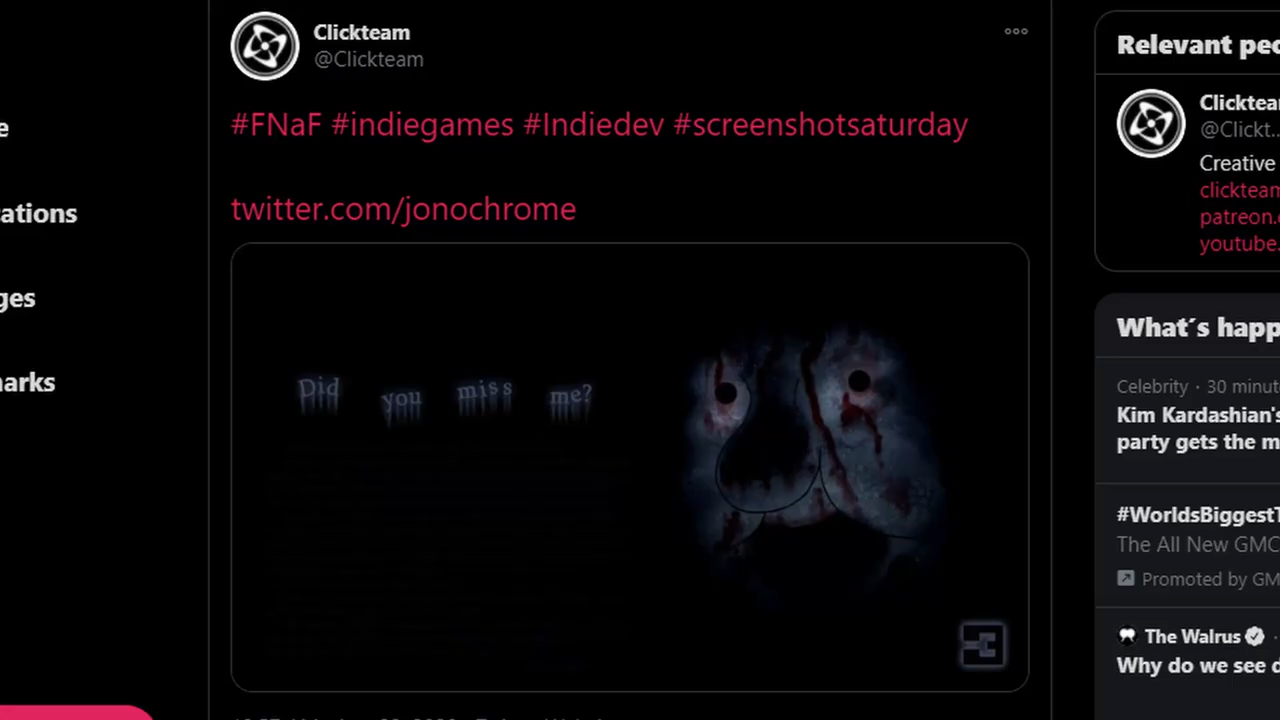 Clickteam
@Clickteam
#FNaF #indiegames #Indiedev #screenshotsaturday
twitter.com/jonochrome
Did you miss me?
e
ations
ges
arks
Relevant peo
Clicktear
@Clickt...
Creative
clickteam
patreon.c
youtube.
What´s happ
Celebrity · 30 minute
Kim Kardashian's
party gets the m
#WorldsBiggestT
The All New GMC
Promoted by GM
The Walrus ·
Why do we see d